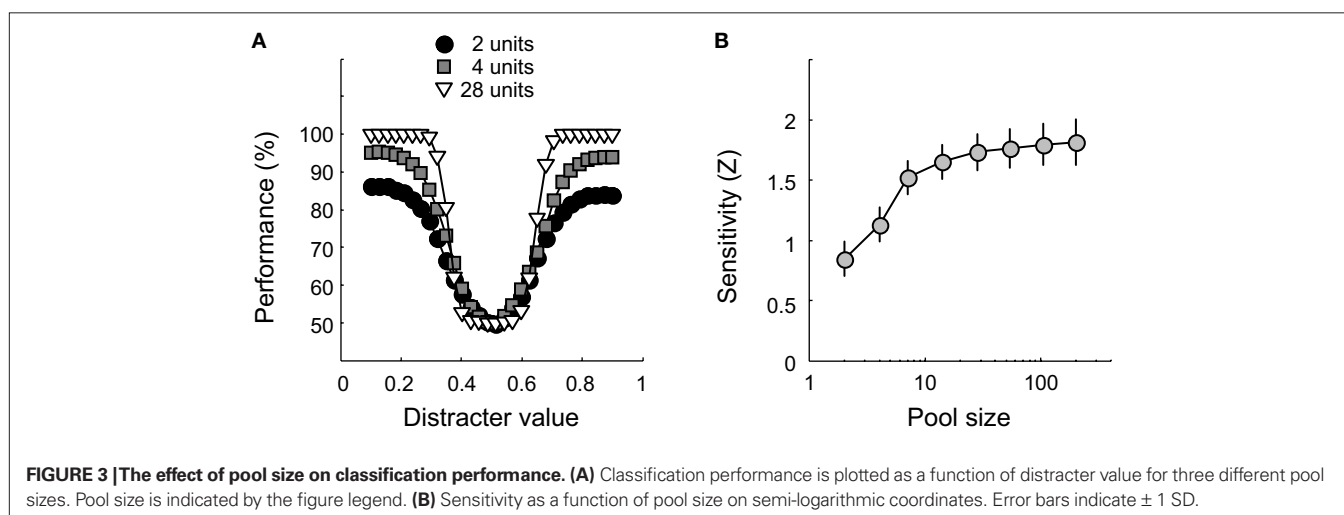 A
2 units
4 units
28 units
Performance (%)
100
90
80
70
60
50
0 0.2 0.4 0.6 0.8 1
Distracter value
B
Sensitivity (Z)
2
1.5
1
0.5
0
1 10 100
Pool size
FIGURE 3 | The effect of pool size on classification performance. (A) Classification performance is plotted as a function of distracter value for three different pool
sizes. Pool size is indicated by the figure legend. (B) Sensitivity as a function of pool size on semi-logarithmic coordinates. Error bars indicate ± 1 SD.